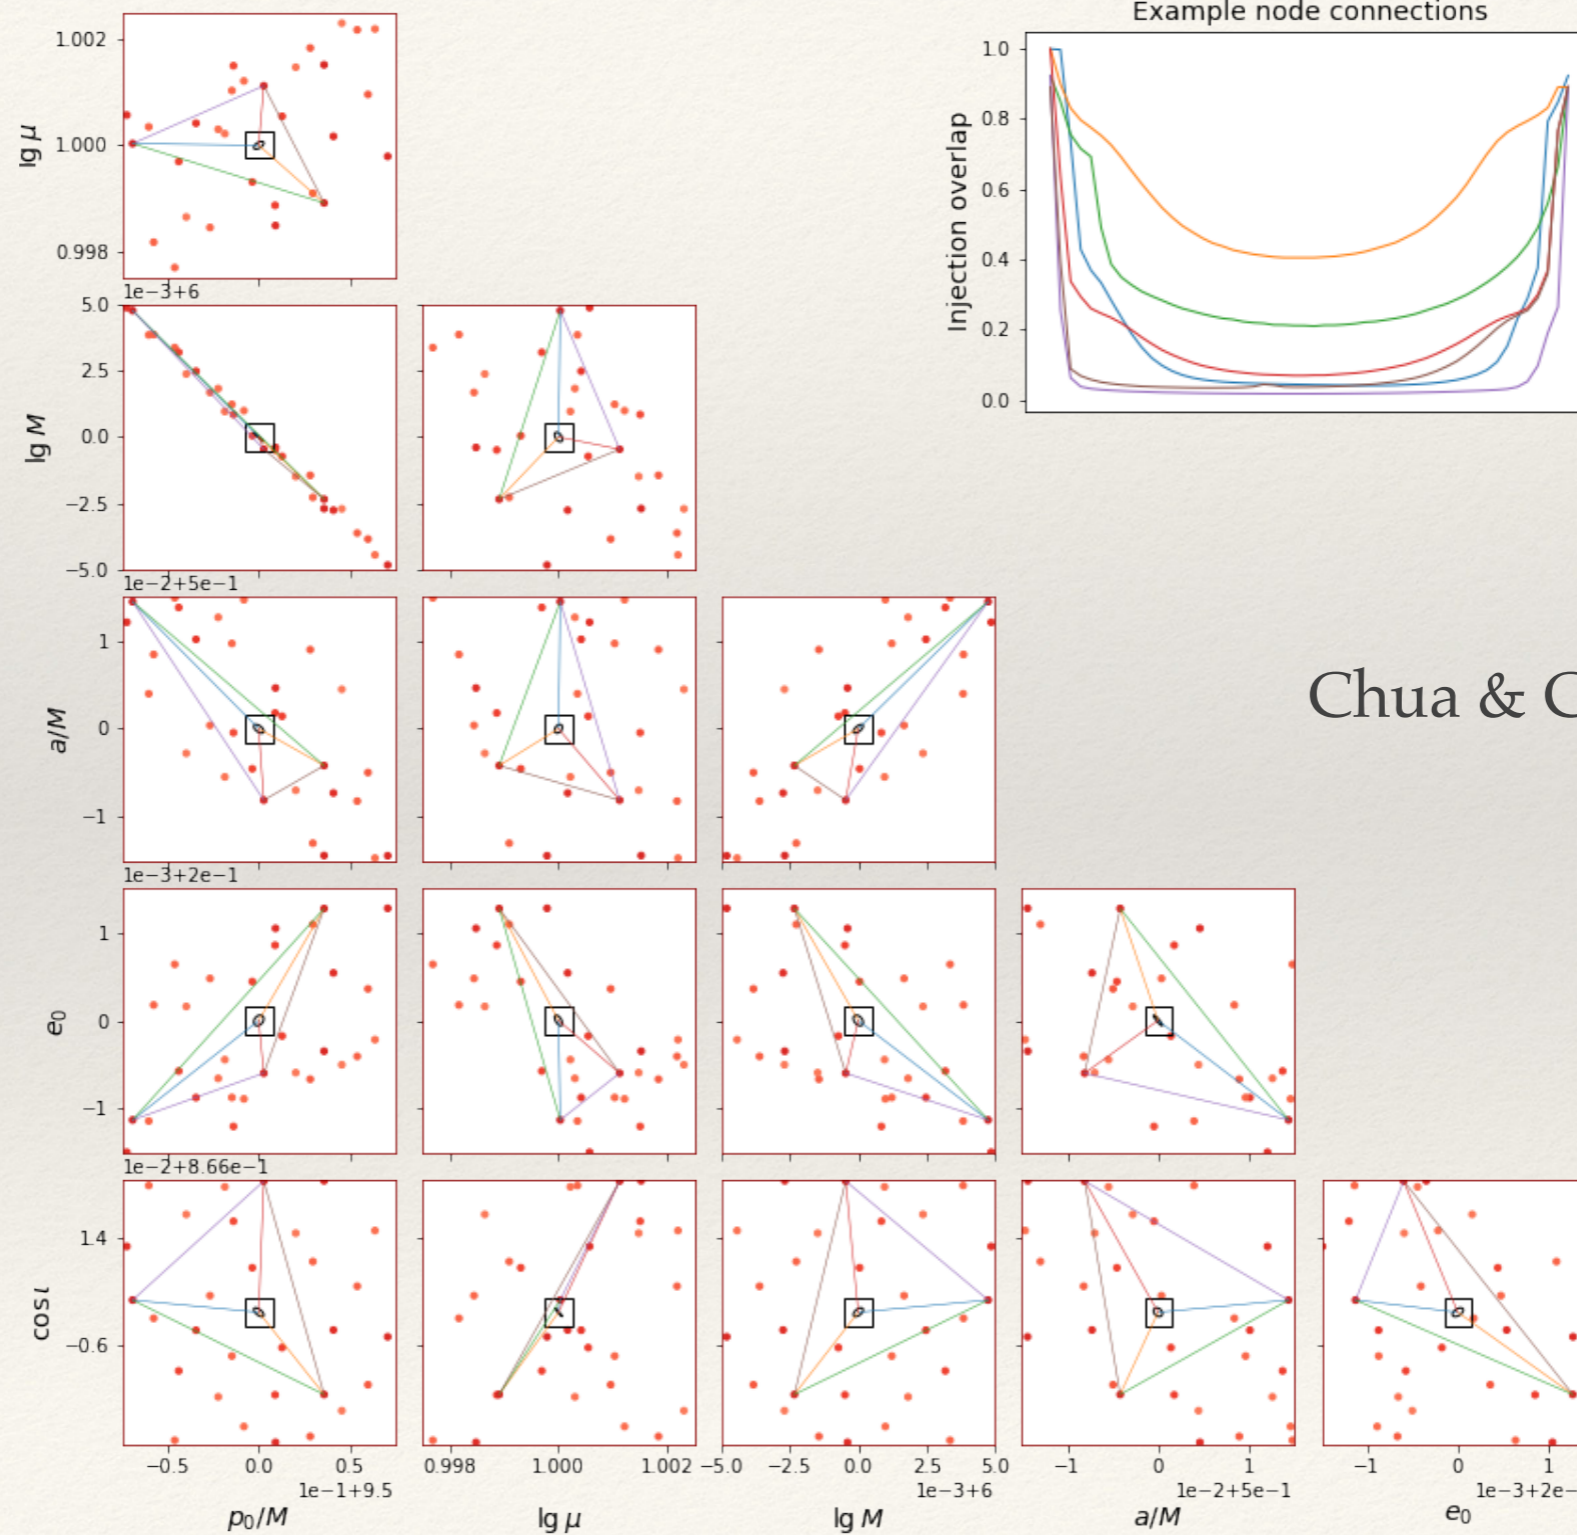 Example node connections
1.002
1.000
0.998
lg μ
1.0
0.8
0.6
0.4
0.2
0.0
Injection overlap
1e−3+6
5.0
2.5
0.0
−2.5
−5.0
lg M
1e−2+5e−1
1
0
−1
a/M
Chua & C
1e−3+2e−1
1
0
−1
e₀
1e−2+8.66e−1
1.4
−0.6
cos ι
−0.5 0.0 0.5 0.998 1.000 1.002 −5.0 −2.5 0.0 2.5 5.0 −1 0 1 −1 0 1
1e−1+9.5 1e−3+6 1e−2+5e−1 1e−3+2e−
p₀/M lg μ lg M a/M e₀